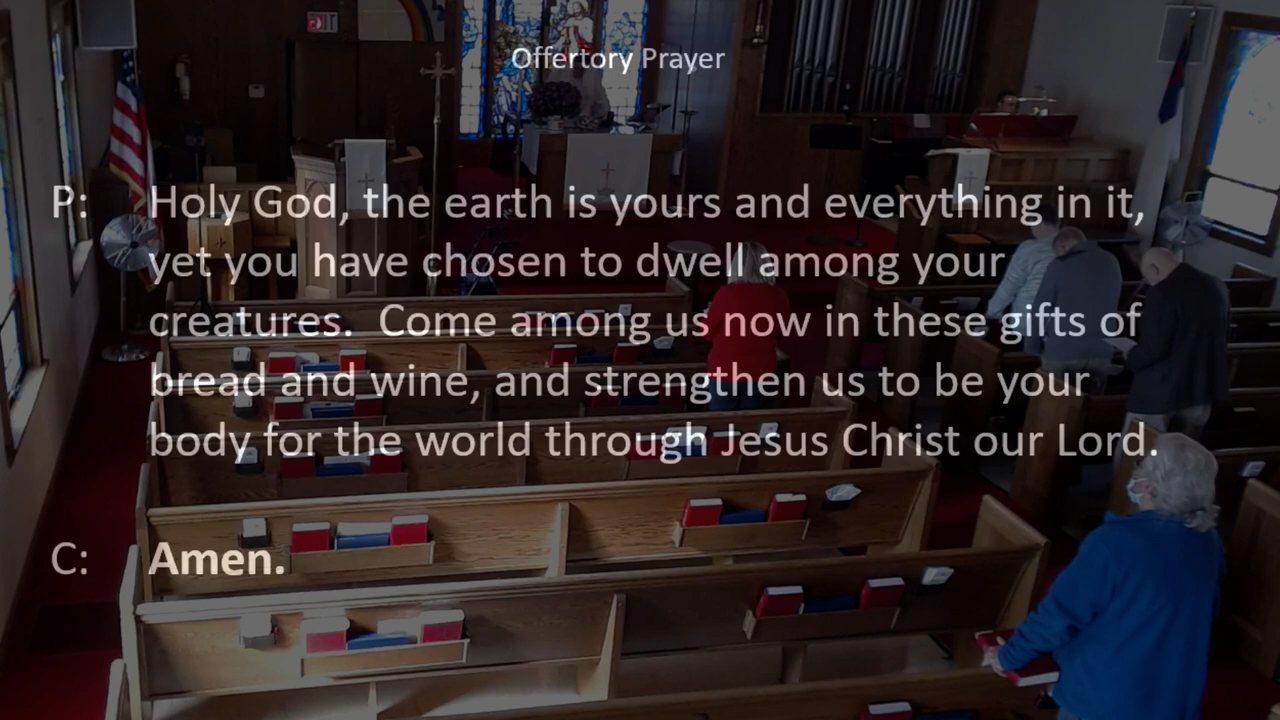 EXIT
Offertory Prayer
P: Holy God, the earth is yours and everything in it,
yet you have chosen to dwell among your
creatures. Come among us now in these gifts of
bread and wine, and strengthen us to be your
body for the world through Jesus Christ our Lord.
C: Amen.